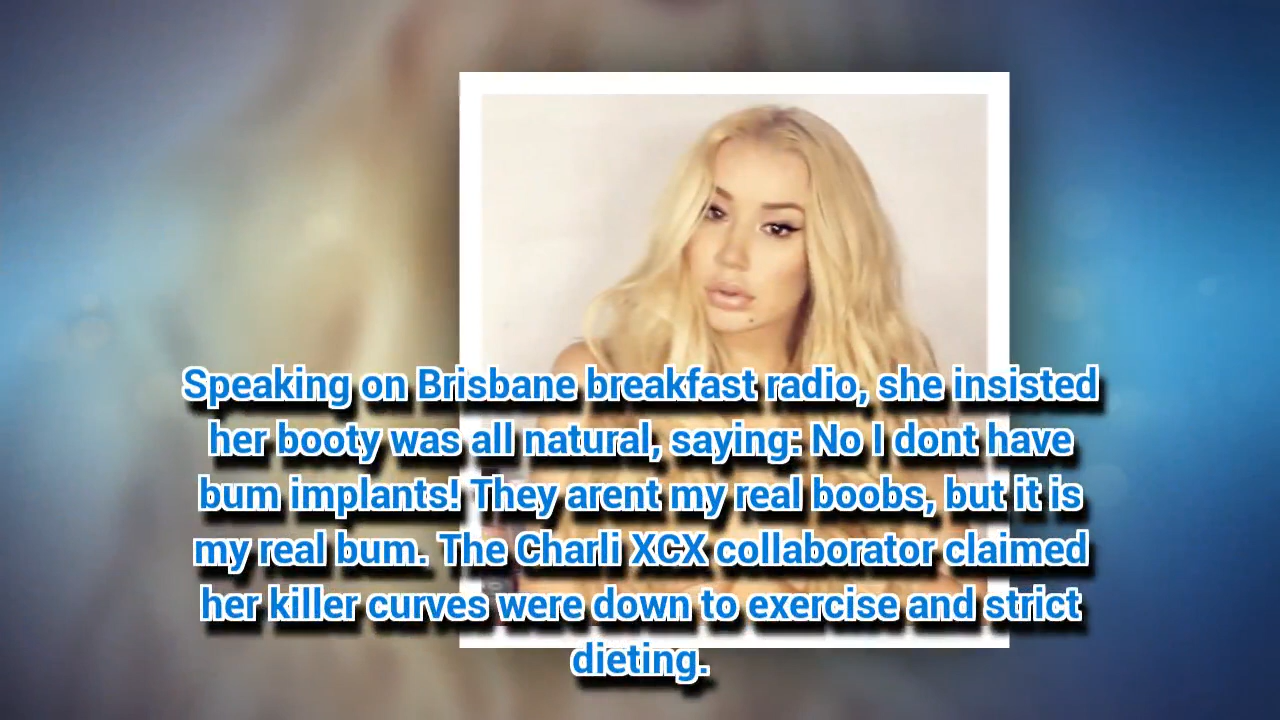 Speaking on Brisbane breakfast radio, she insisted
her booty was all natural, saying: No I dont have
bum implants! They arent my real boobs, but it is
my real bum. The Charli XCX collaborator claimed
her killer curves were down to exercise and strict
dieting.